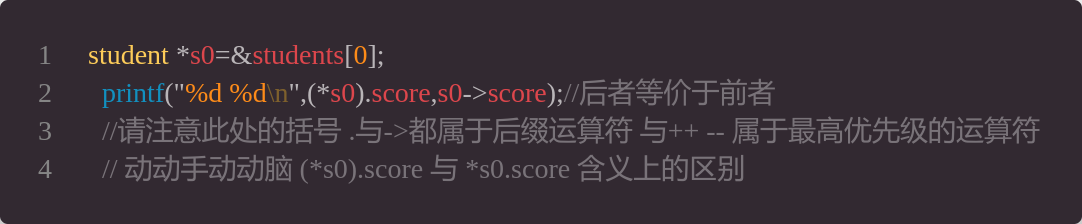 1 student *s0=&students[0];
2 printf("%d %d\n",(*s0).score,s0->score);//后者等价于前者
3 //请注意此处的括号 .与->都属于后缀运算符 与++ -- 属于最高优先级的运算符
4 // 动动手动动脑 (*s0).score 与 *s0.score 含义上的区别